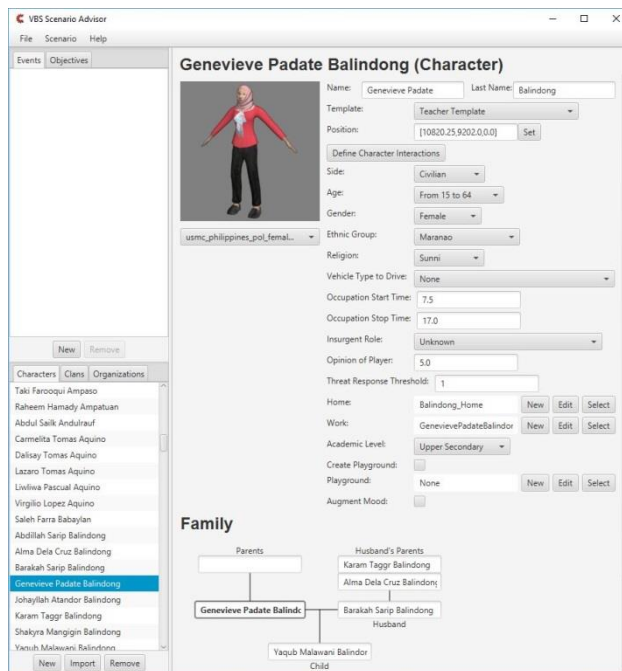 VBS Scenario Advisor
File Scenario Help
Events Objectives
New Remove
Characters Clans Organizations
Taki Farooqui Ampaso
Raheem Hamady Ampatuan
Abdul Sailk Andulrauf
Carmelita Tomas Aquino
Dalisay Tomas Aquino
Lazaro Tomas Aquino
Liwliwa Pascual Aquino
Virgilio Lopez Aquino
Saleh Farra Babaylan
Abdillah Sarip Balindong
Alma Dela Cruz Balindong
Barakah Sarip Balindong
Genevieve Padate Balindong
Johayllah Atandor Balindong
Karam Taggr Balindong
Shakyra Mangigin Balindong
Yaqub Malawani Balindong
New Import Remove
Genevieve Padate Balindong (Character)
usmc_philippines_pol_femal...
Name: Genevieve Padate Last Name: Balindong
Template: Teacher Template
Position: [10820.25,9202.0,0.0] Set
Define Character Interactions
Side: Civilian
Age: From 15 to 64
Gender: Female
Ethnic Group: Maranao
Religion: Sunni
Vehicle Type to Drive: None
Occupation Start Time: 7.5
Occupation Stop Time: 17.0
Insurgent Role: Unknown
Opinion of Player: 5.0
Threat Response Threshold: 1
Home: Balindong_Home New Edit Select
Work: GenevievePadateBalindor New Edit Select
Academic Level: Upper Secondary
Create Playground:
Playground: None New Edit Select
Augment Mood:
Family
Parents Husband's Parents
Karam Taggr Balindong
Alma Dela Cruz Balindong
Genevieve Padate Balindc Barakah Sarip Balindong
Husband
Yaqub Malawani Balindor
Child